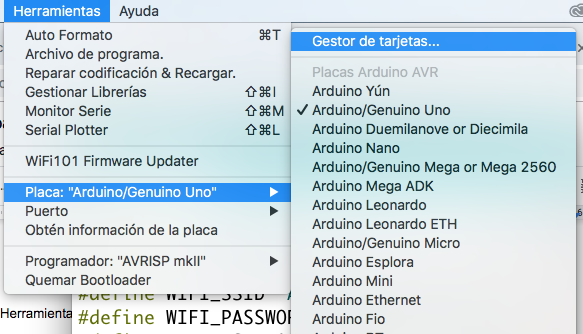 Herramientas Ayuda
Auto Formato ⌘T
Archivo de programa.
Reparar codificación & Recargar.
Gestionar Librerías ⇧⌘I
Monitor Serie ⇧⌘M
Serial Plotter ⇧⌘L
WiFi101 Firmware Updater
Placa: "Arduino/Genuino Uno"
Puerto
Obtén información de la placa
Programador: "AVRISP mkII"
Quemar Bootloader
Gestor de tarjetas...
Placas Arduino AVR
Arduino Yún
✓ Arduino/Genuino Uno
Arduino Duemilanove or Diecimila
Arduino Nano
Arduino/Genuino Mega or Mega 2560
Arduino Mega ADK
Arduino Leonardo
Arduino Leonardo ETH
Arduino/Genuino Micro
Arduino Esplora
Arduino Mini
Arduino Ethernet
Arduino Fio
#define WIFI_SSID
Herramienta
#define WIFI_PASSWOR